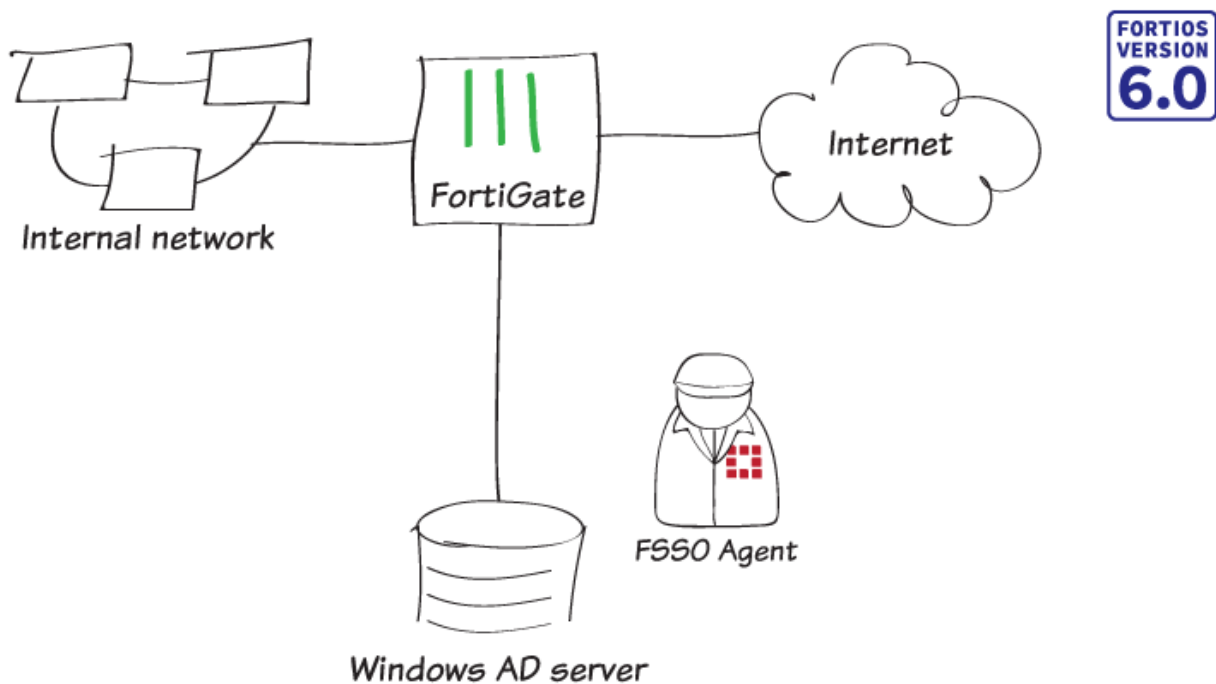 FORTIOS
VERSION
6.0
Internet
FortiGate
Internal network
FSSO Agent
Windows AD server